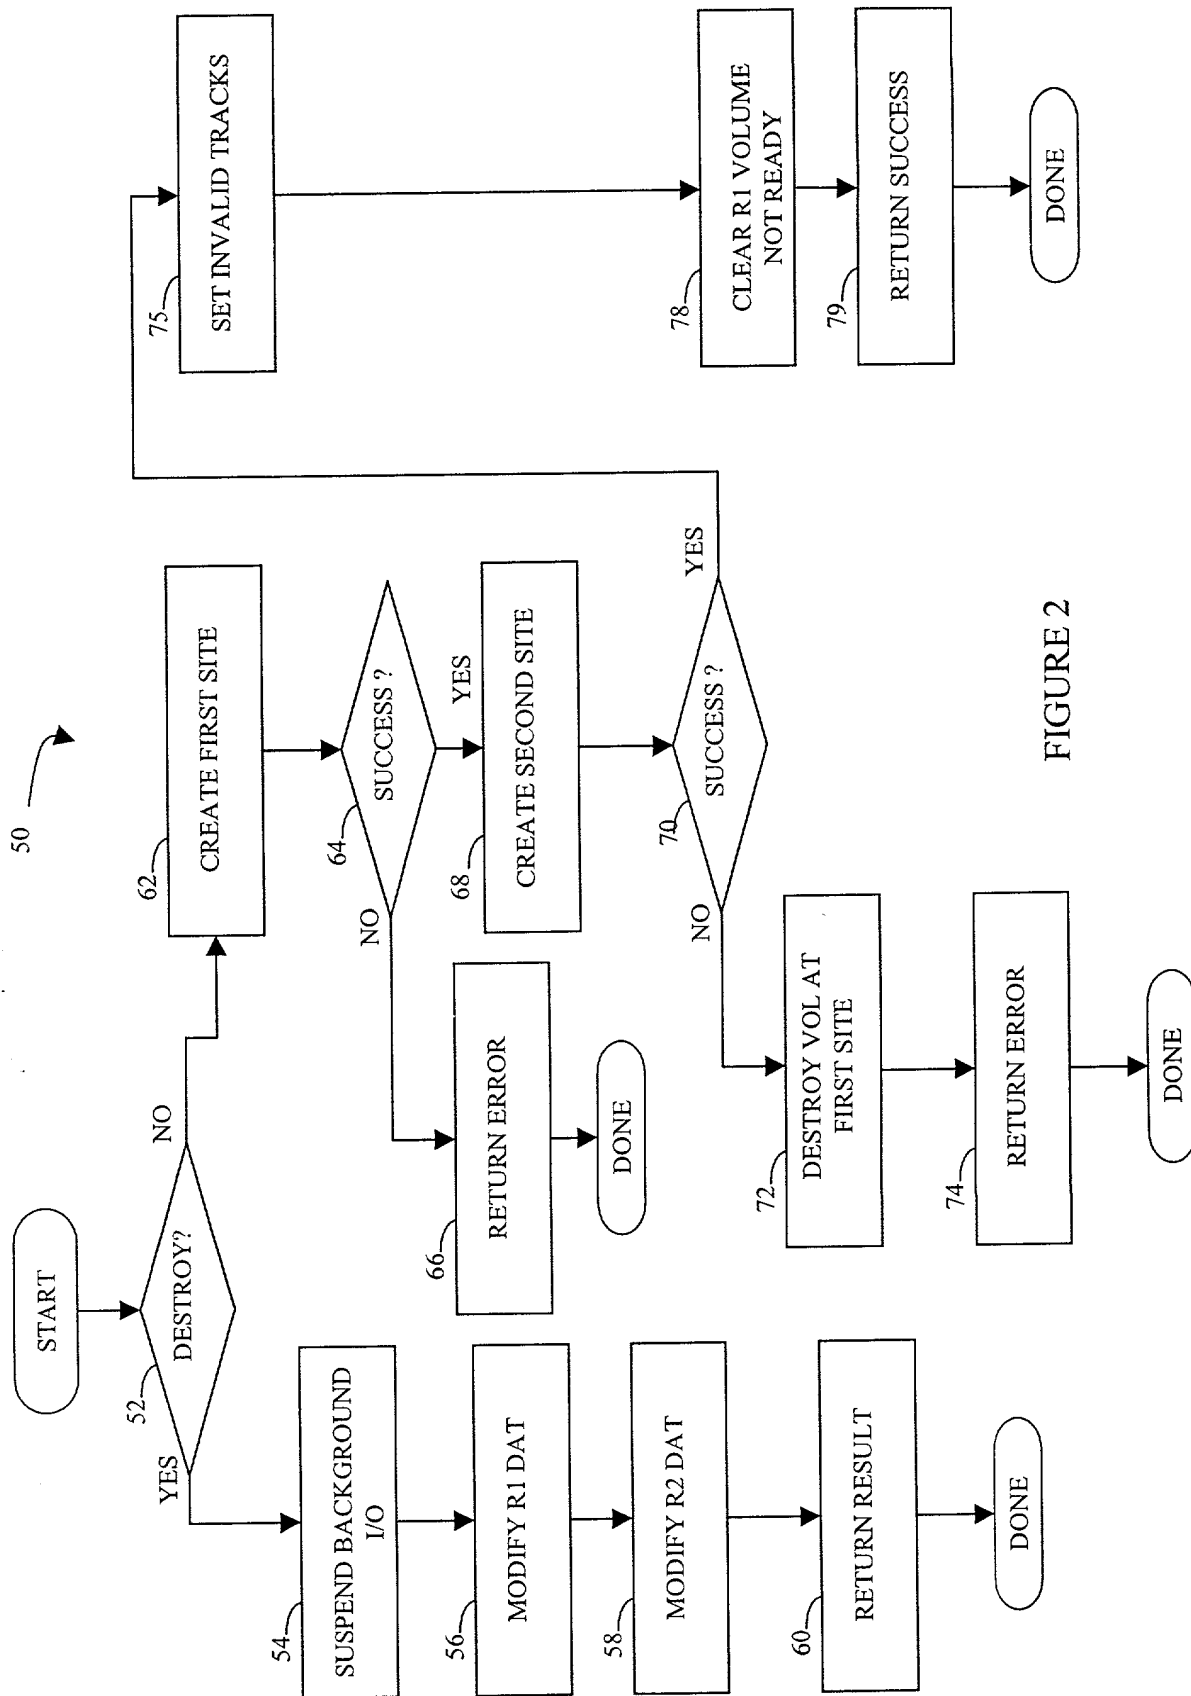 50
START
52
DESTROY?
YES
NO
54
SUSPEND BACKGROUND
I/O
56
MODIFY R1 DAT
58
MODIFY R2 DAT
60
RETURN RESULT
DONE
62
CREATE FIRST SITE
64
SUCCESS ?
NO
YES
66
RETURN ERROR
DONE
68
CREATE SECOND SITE
70
SUCCESS ?
NO
YES
72
DESTROY VOL AT
FIRST SITE
74
RETURN ERROR
DONE
75
SET INVALID TRACKS
78
CLEAR R1 VOLUME
NOT READY
79
RETURN SUCCESS
DONE
FIGURE 2